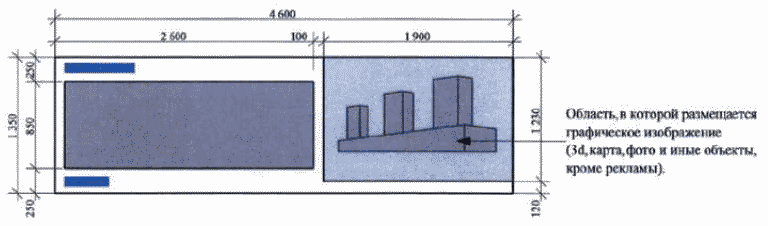 4 600
2 600
100
1 900
250
850
1 350
250
1 230
120
Область, в которой размещается
графическое изображение
(3d, карта, фото и иные объекты,
кроме рекламы).